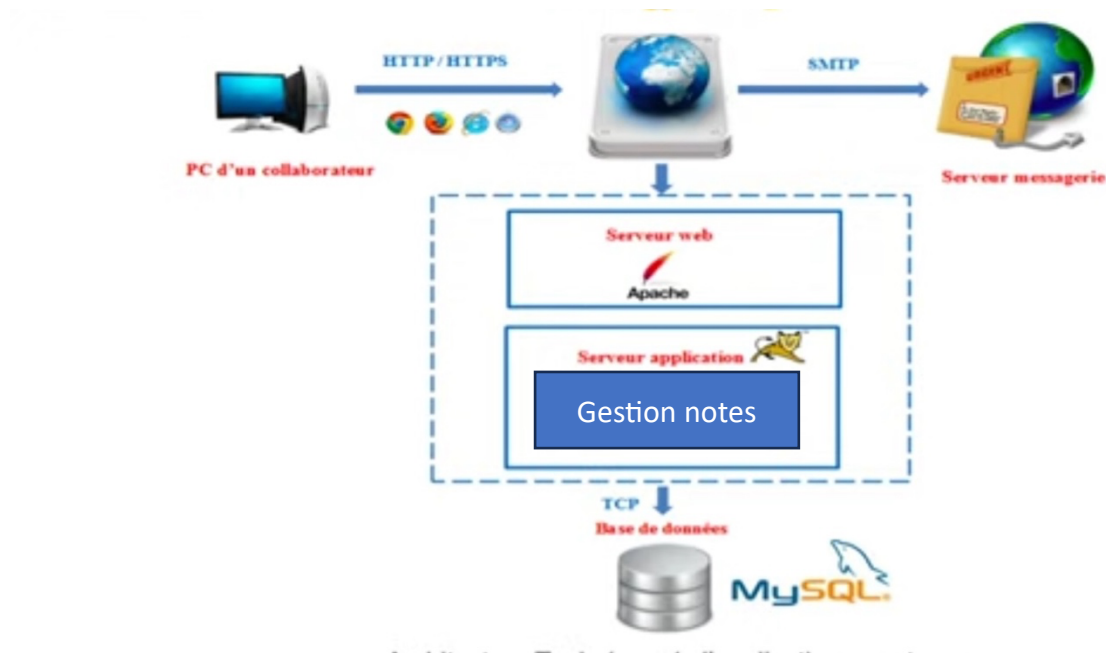 HTTP / HTTPS
SMTP
URGENT
PC d'un collaborateur
Serveur messagerie
Serveur web
Apache
Serveur application
Gestion notes
TCP
Base de données
MySQL